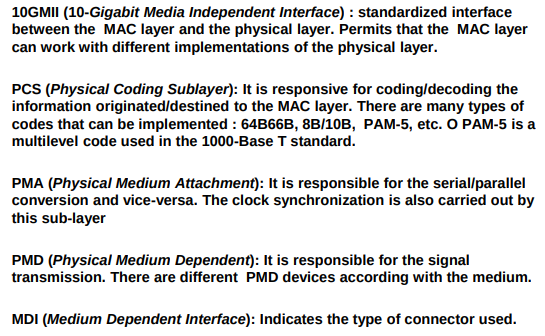 10GMII (10-Gigabit Media Independent Interface) : standardized interface
between the  MAC layer and the physical layer. Permits that the  MAC layer
can work with different implementations of the physical layer.
PCS (Physical Coding Sublayer): It is responsive for coding/decoding the
information originated/destined to the MAC layer. There are many types of
codes that can be implemented : 64B66B, 8B/10B,  PAM-5, etc. O PAM-5 is a
multilevel code used in the 1000-Base T standard.
PMA (Physical Medium Attachment): It is responsible for the serial/parallel
conversion and vice-versa. The clock synchronization is also carried out by
this sub-layer
PMD (Physical Medium Dependent): It is responsible for the signal
transmission. There are different  PMD devices according with the medium.
MDI (Medium Dependent Interface): Indicates the type of connector used.